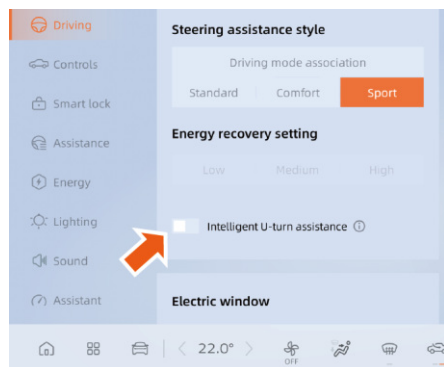 Driving
Controls
Smart lock
Assistance
Energy
Lighting
Sound
Assistant
Steering assistance style
Driving mode association
Standard Comfort Sport
Energy recovery setting
Low Medium High
Intelligent U-turn assistance
Electric window
22.0°
OFF